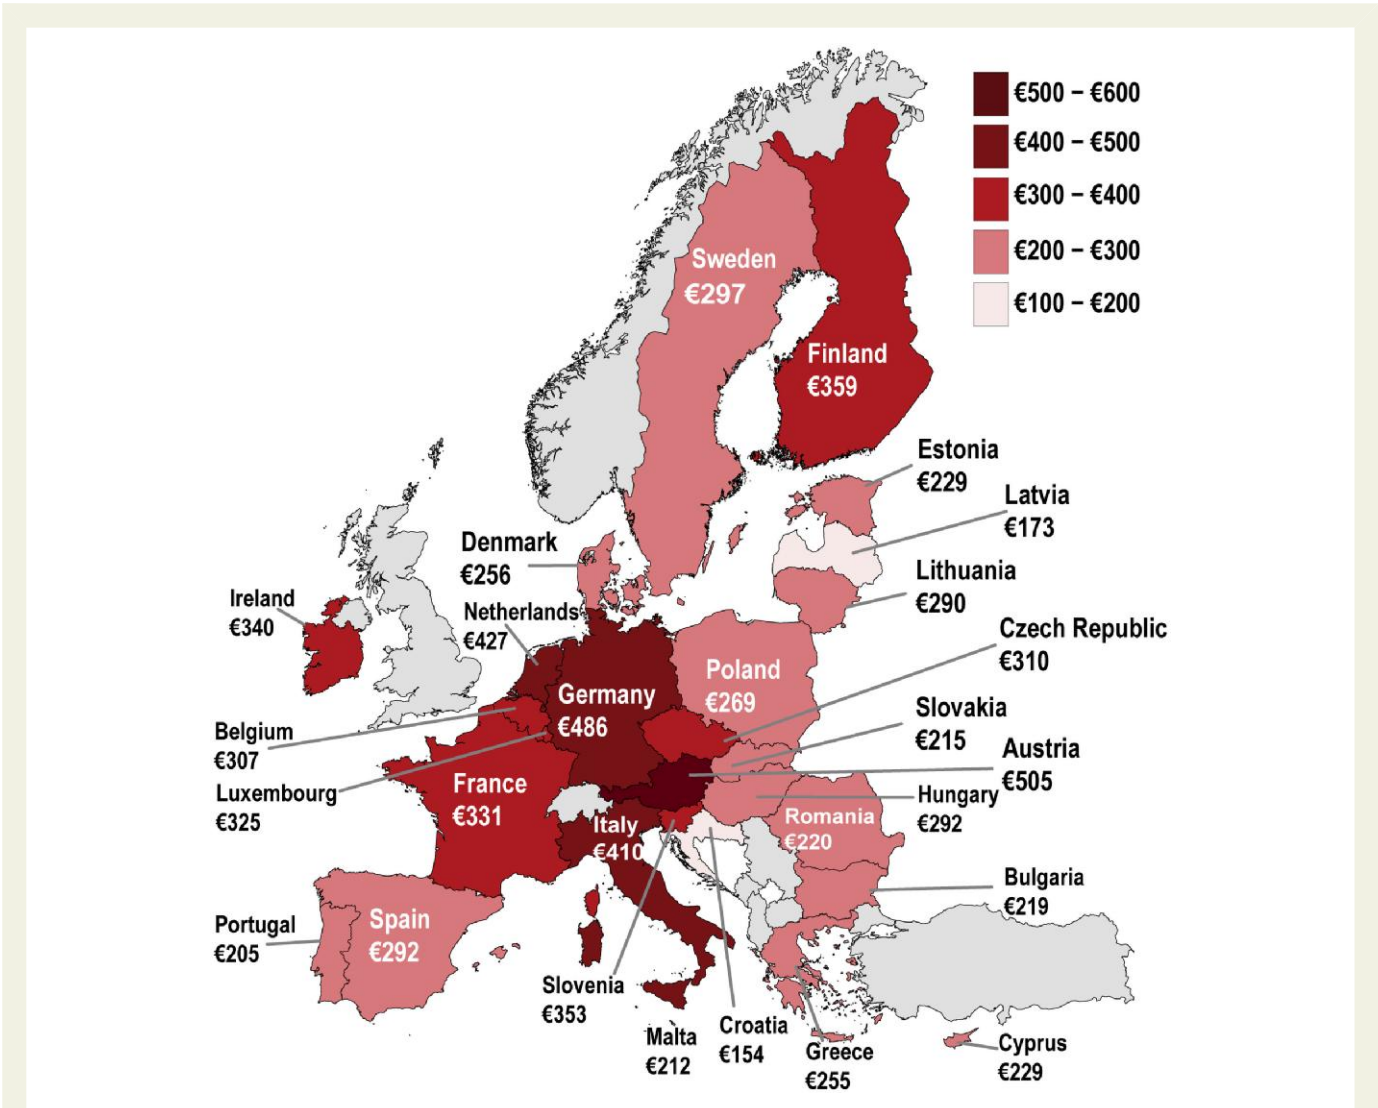 €500 – €600
€400 – €500
€300 – €400
€200 – €300
€100 – €200
Sweden
€297
Finland
€359
Estonia
€229
Latvia
€173
Denmark
€256
Lithuania
€290
Ireland
€340
Netherlands
€427
Czech Republic
€310
Poland
€269
Germany
€486
Slovakia
€215
Belgium
€307
Austria
€505
France
€331
Luxembourg
€325
Hungary
€292
Romania
€220
Italy
€410
Bulgaria
€219
Portugal
€205
Spain
€292
Slovenia
€353
Malta
€212
Croatia
€154
Greece
€255
Cyprus
€229